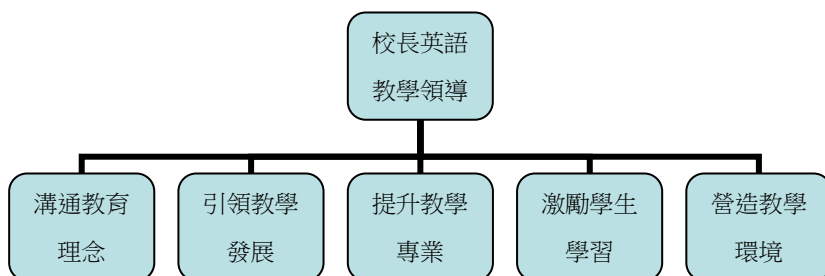 校長英語
教學領導
溝通教育
理念
引領教學
發展
提升教學
專業
激勵學生
學習
營造教學
環境